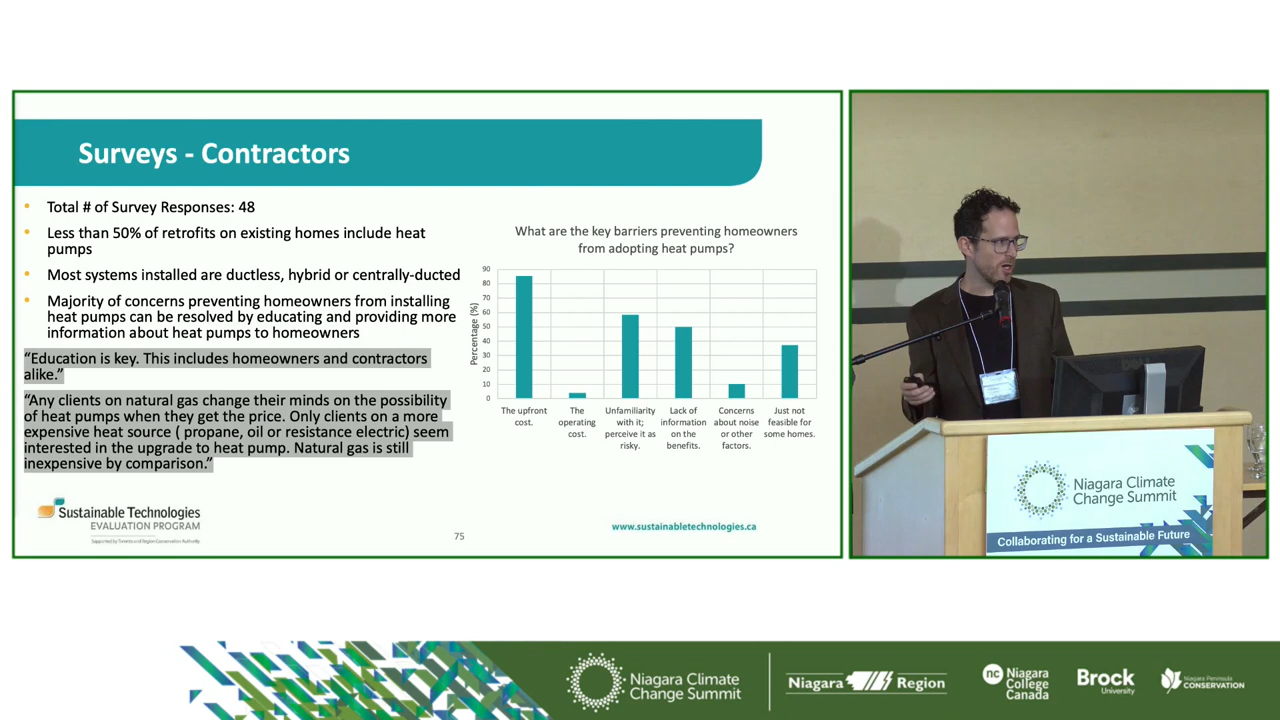 Surveys - Contractors
• Total # of Survey Responses: 48
• Less than 50% of retrofits on existing homes include heat
pumps
• Most systems installed are ductless, hybrid or centrally-ducted
• Majority of concerns preventing homeowners from installing
heat pumps can be resolved by educating and providing more
information about heat pumps to homeowners
“Education is key. This includes homeowners and contractors
alike.”
“Any clients on natural gas change their minds on the possibility
of heat pumps when they get the price. Only clients on a more
expensive heat source ( propane, oil or resistance electric) seem
interested in the upgrade to heat pump. Natural gas is still
inexpensive by comparison.”
What are the key barriers preventing homeowners
from adopting heat pumps?
Percentage (%)
90
80
70
60
50
40
30
20
10
0
The upfront
cost.
The
operating
cost.
Unfamiliarity
with it;
perceive it as
risky.
Lack of
information
on the
benefits.
Concerns
about noise
or other
factors.
Just not
feasible for
some homes.
Sustainable Technologies
EVALUATION PROGRAM
Supported by Toronto and Region Conservation Authority
75
www.sustainabletechnologies.ca
DELL
Niagara Climate
Change Summit
Collaborating for a Sustainable Future
Niagara Climate
Change Summit
Niagara Region
nc
Niagara
College
Canada
Brock
University
Niagara Peninsula
CONSERVATION